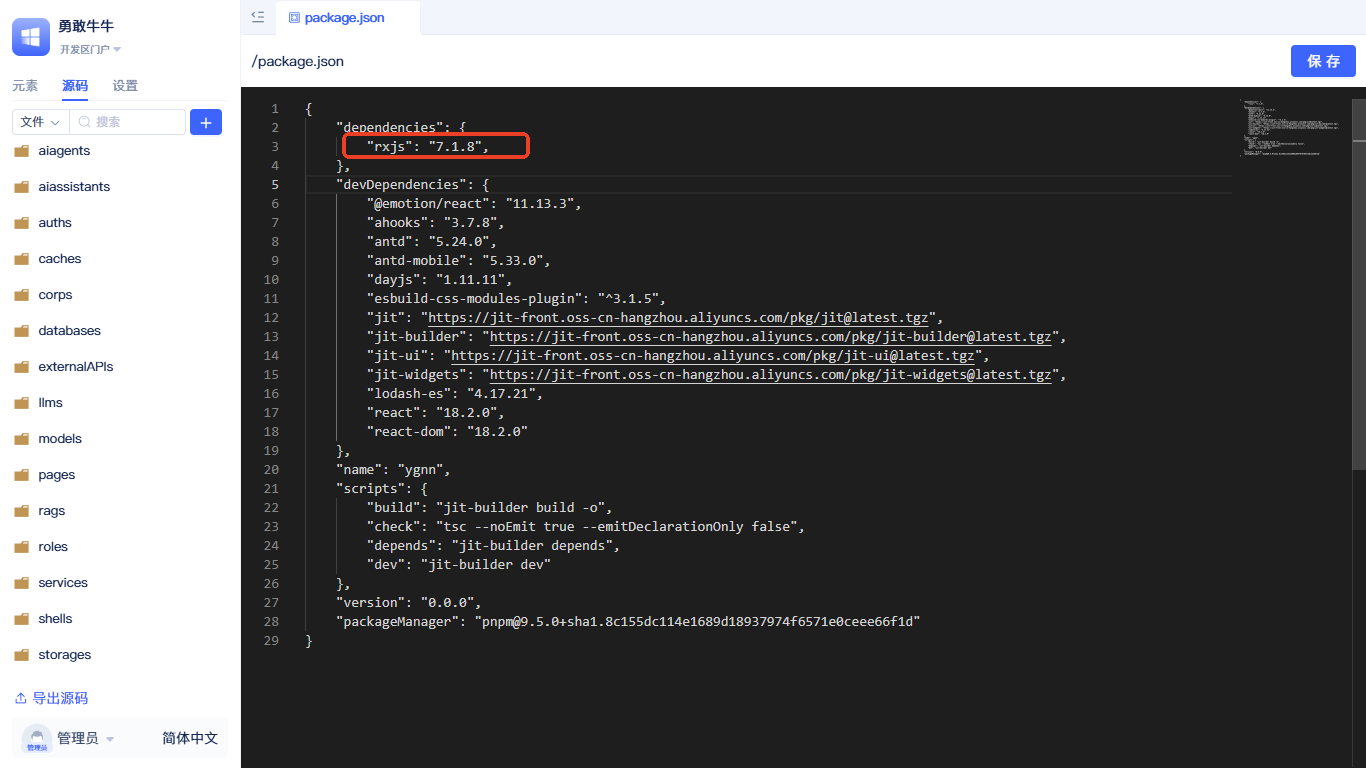 勇敢牛牛
开发区门户
元素 源码 设置
文件 搜索 +
aiagents
aiassistants
auths
caches
corps
databases
externalAPIs
llms
models
pages
rags
roles
services
shells
storages
导出源码
管理员
管理员 简体中文
package.json
/package.json
保 存
1 {
2 "dependencies": {
3 "rxjs": "7.1.8",
4 },
5 "devDependencies": {
6 "@emotion/react": "11.13.3",
7 "ahooks": "3.7.8",
8 "antd": "5.24.0",
9 "antd-mobile": "5.33.0",
10 "dayjs": "1.11.11",
11 "esbuild-css-modules-plugin": "^3.1.5",
12 "jit": "https://jit-front.oss-cn-hangzhou.aliyuncs.com/pkg/jit@latest.tgz",
13 "jit-builder": "https://jit-front.oss-cn-hangzhou.aliyuncs.com/pkg/jit-builder@latest.tgz",
14 "jit-ui": "https://jit-front.oss-cn-hangzhou.aliyuncs.com/pkg/jit-ui@latest.tgz",
15 "jit-widgets": "https://jit-front.oss-cn-hangzhou.aliyuncs.com/pkg/jit-widgets@latest.tgz",
16 "lodash-es": "4.17.21",
17 "react": "18.2.0",
18 "react-dom": "18.2.0"
19 },
20 "name": "ygnn",
21 "scripts": {
22 "build": "jit-builder build -o",
23 "check": "tsc --noEmit true --emitDeclarationOnly false",
24 "depends": "jit-builder depends",
25 "dev": "jit-builder dev"
26 },
27 "version": "0.0.0",
28 "packageManager": "pnpm@9.5.0+sha1.8c155dc114e1689d18937974f6571e0ceee66f1d"
29 }